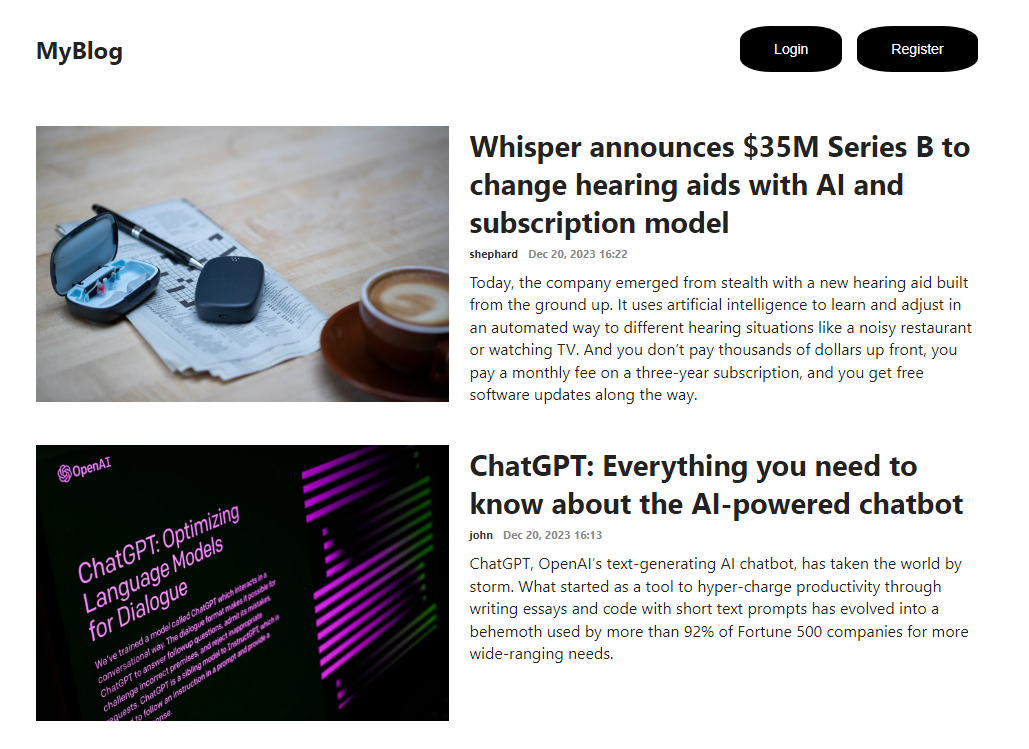 MyBlog
Login
Register
Whisper announces $35M Series B to
change hearing aids with AI and
subscription model
shephard Dec 20, 2023 16:22
Today, the company emerged from stealth with a new hearing aid built
from the ground up. It uses artificial intelligence to learn and adjust in
an automated way to different hearing situations like a noisy restaurant
or watching TV. And you don’t pay thousands of dollars up front, you
pay a monthly fee on a three-year subscription, and you get free
software updates along the way.
OpenAI
ChatGPT: Optimizing
Language Models
for Dialogue
We've trained a model called ChatGPT which interacts in a
conversational way. The dialogue format makes it possible for
ChatGPT to answer followup questions, admit its mistakes,
challenge incorrect premises, and reject inappropriate
requests. ChatGPT is a sibling model to InstructGPT, which is
to follow an instruction in a prompt and provide a
ChatGPT: Everything you need to
know about the AI-powered chatbot
john Dec 20, 2023 16:13
ChatGPT, OpenAI’s text-generating AI chatbot, has taken the world by
storm. What started as a tool to hyper-charge productivity through
writing essays and code with short text prompts has evolved into a
behemoth used by more than 92% of Fortune 500 companies for more
wide-ranging needs.